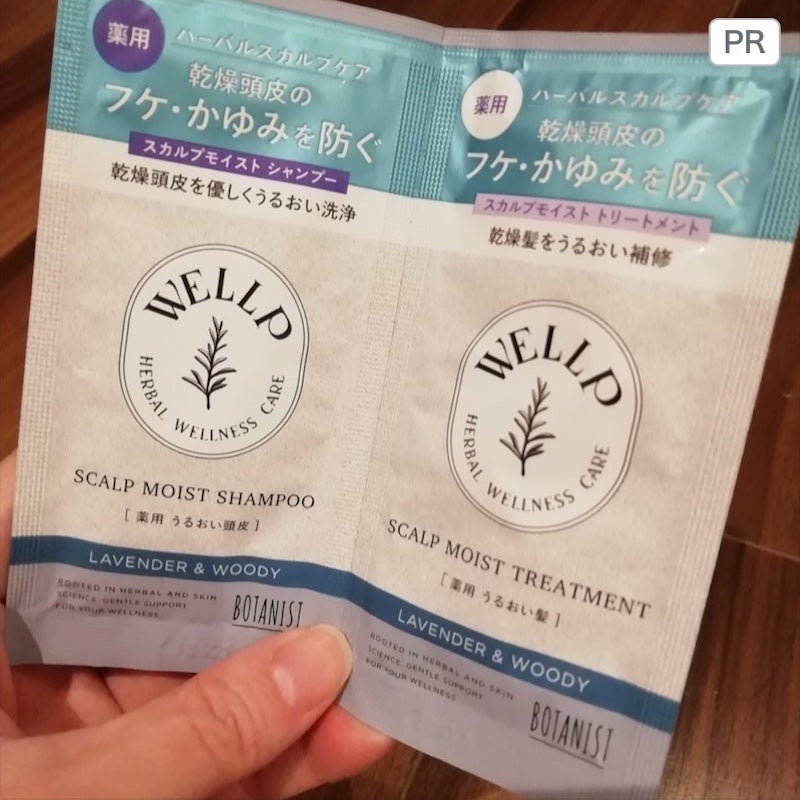 PR
薬用
ハーバルスカルプケア
乾燥頭皮の
フケ・かゆみを防ぐ
スカルプモイスト シャンプー
乾燥頭皮を優しくうるおい洗浄
WELLP
HERBAL WELLNESS CARE
SCALP MOIST SHAMPOO
[ 薬用 うるおい頭皮 ]
LAVENDER & WOODY
ROOTED IN HERBAL AND SKIN
SCIENCE, GENTLE SUPPORT
FOR YOUR WELLNESS
BOTANIST
薬用
ハーバルスカルプケア
乾燥頭皮の
フケ・かゆみを防ぐ
スカルプモイスト トリートメント
乾燥髪をうるおい補修
WELLP
HERBAL WELLNESS CARE
SCALP MOIST TREATMENT
[ 薬用 うるおい髪 ]
LAVENDER & WOODY
ROOTED IN HERBAL AND SKIN
SCIENCE, GENTLE SUPPORT
FOR YOUR WELLNESS
BOTANIST